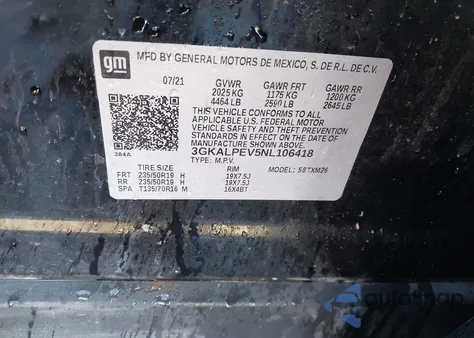 gm
MFD BY GENERAL MOTORS DE MEXICO, S. DE R.L. DE C.V.
07/21 GVWR GAWR FRT GAWR RR
2025 KG 1175 KG 1200 KG
4464 LB 2590 LB 2645 LB
THIS VEHICLE CONFORMS TO ALL
APPLICABLE U.S. FEDERAL MOTOR
VEHICLE SAFETY AND THEFT PREVENTION
STANDARDS IN EFFECT ON THE DATE OF
MANUFACTURE SHOWN ABOVE.
3GKALPEV5NL106418
384A TYPE: M.P.V.
TIRE SIZE RIM MODEL: 58TXM26
FRT 235/50R19 H 19X7.5J
RR 235/50R19 H 19X7.5J
SPA T135/70R16 M 16X4BT
autoSnap